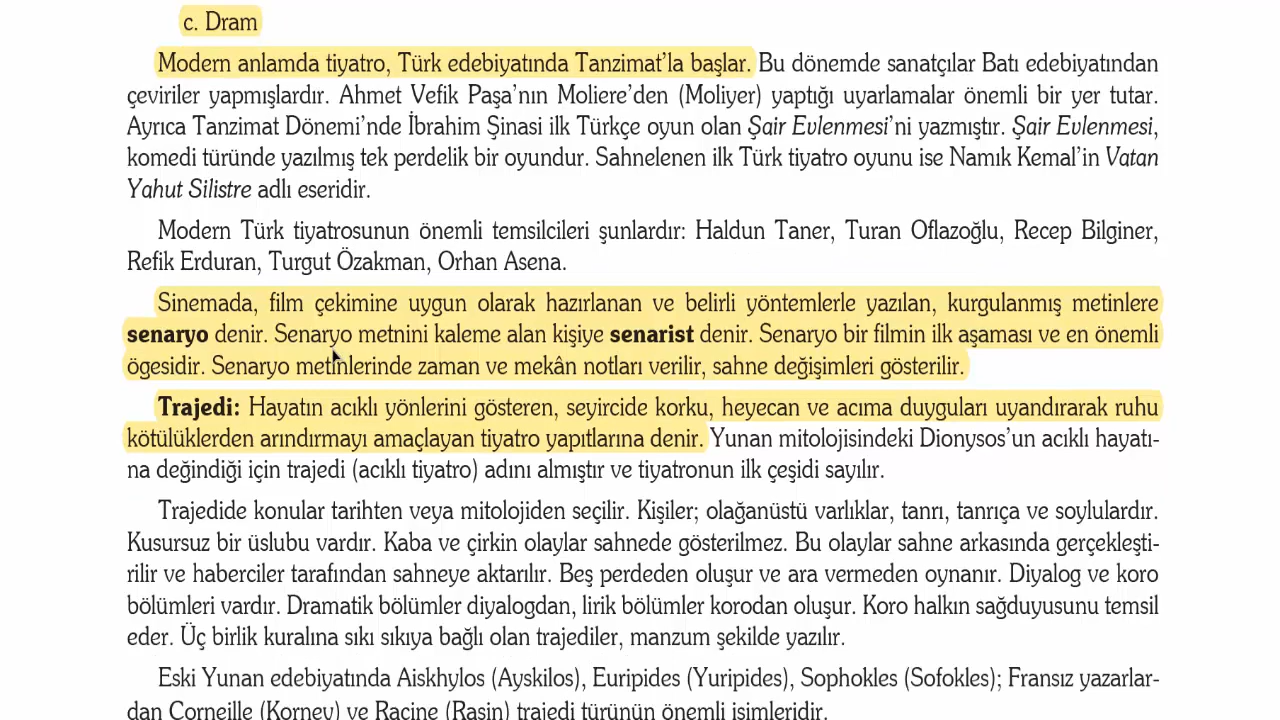 c. Dram
Modern anlamda tiyatro, Türk edebiyatında Tanzimat’la başlar. Bu dönemde sanatçılar Batı edebiyatından
çeviriler yapmışlardır. Ahmet Vefik Paşa’nın Moliere’den (Moliyer) yaptığı uyarlamalar önemli bir yer tutar.
Ayrıca Tanzimat Dönemi’nde İbrahim Şinasi ilk Türkçe oyun olan Şair Evlenmesi’ni yazmıştır. Şair Evlenmesi,
komedi türünde yazılmış tek perdelik bir oyundur. Sahnelenen ilk Türk tiyatro oyunu ise Namık Kemal’in Vatan
Yahut Silistre adlı eseridir.
Modern Türk tiyatrosunun önemli temsilcileri şunlardır: Haldun Taner, Turan Oflazoğlu, Recep Bilginer,
Refik Erduran, Turgut Özakman, Orhan Asena.
Sinemada, film çekimine uygun olarak hazırlanan ve belirli yöntemlerle yazılan, kurgulanmış metinlere
senaryo denir. Senaryo metnini kaleme alan kişiye senarist denir. Senaryo bir filmin ilk aşaması ve en önemli
ögesidir. Senaryo metinlerinde zaman ve mekân notları verilir, sahne değişimleri gösterilir.
Trajedi: Hayatın acıklı yönlerini gösteren, seyircide korku, heyecan ve acıma duyguları uyandırarak ruhu
kötülüklerden arındırmayı amaçlayan tiyatro yapıtlarına denir. Yunan mitolojisindeki Dionysos’un acıklı hayatı-
na değindiği için trajedi (acıklı tiyatro) adını almıştır ve tiyatronun ilk çeşidi sayılır.
Trajedide konular tarihten veya mitolojiden seçilir. Kişiler; olağanüstü varlıklar, tanrı, tanrıça ve soylulardır.
Kusursuz bir üslubu vardır. Kaba ve çirkin olaylar sahnede gösterilmez. Bu olaylar sahne arkasında gerçekleşti-
rilir ve haberciler tarafından sahneye aktarılır. Beş perdeden oluşur ve ara vermeden oynanır. Diyalog ve koro
bölümleri vardır. Dramatik bölümler diyalogdan, lirik bölümler korodan oluşur. Koro halkın sağduyusunu temsil
eder. Üç birlik kuralına sıkı sıkıya bağlı olan trajediler, manzum şekilde yazılır.
Eski Yunan edebiyatında Aiskhylos (Ayskilos), Euripides (Yuripides), Sophokles (Sofokles); Fransız yazarlar-
dan Corneille (Korney) ve Racine (Rasin) trajedi türünün önemli isimleridir.